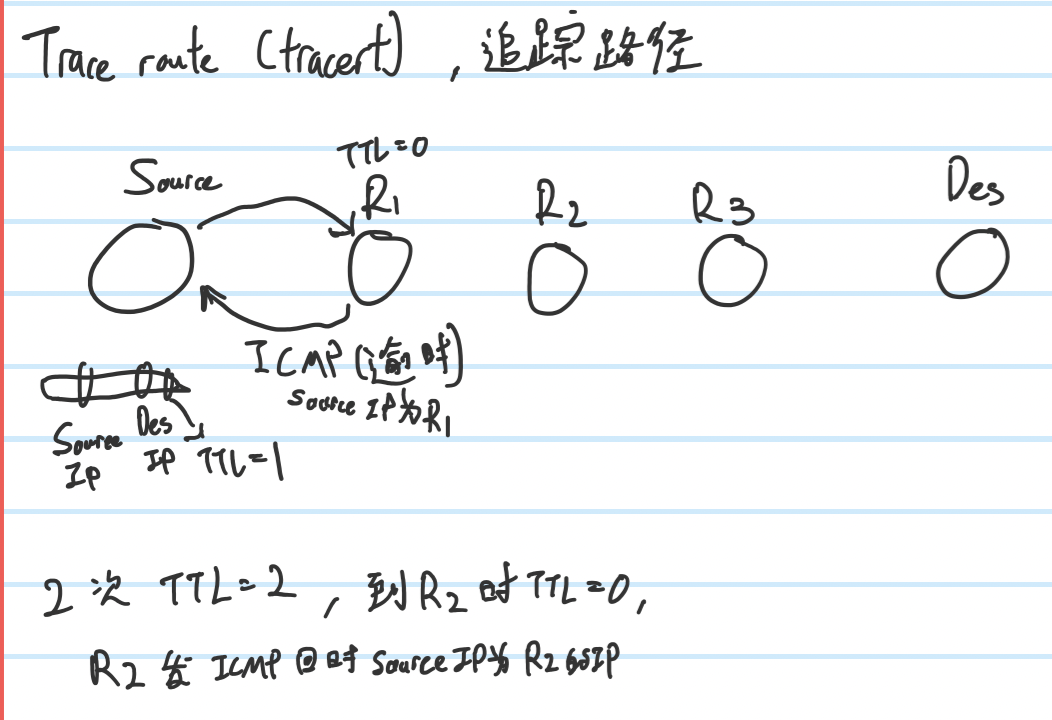 Trace route (tracert) , 追踪路径
TTL=0
Source
R1
R2
R3
Des
ICMP (逾时)
Source IP为R1
Source IP
Des IP
TTL=1
2次 TTL=2 , 到R2时TTL=0,
R2发ICMP回时Source IP为R2的IP